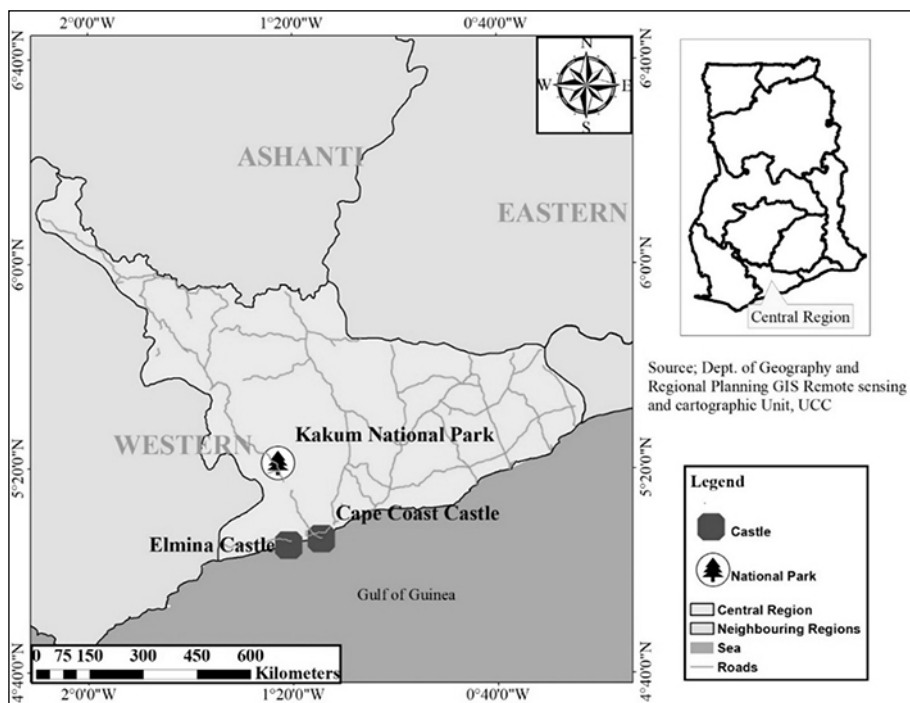 2°0'0"W 1°20'0"W 0°40'0"W
6°40'0"N
6°0'0"N
5°20'0"N
4°40'0"N
N
W E
S
ASHANTI
EASTERN
WESTERN
Kakum National Park
Cape Coast Castle
Elmina Castle
Gulf of Guinea
0 75 150 300 450 600
Kilometers
2°0'0"W 1°20'0"W 0°40'0"W
6°40'0"N
6°0'0"N
5°20'0"N
4°40'0"N
Central Region
Source; Dept. of Geography and
Regional Planning GIS Remote sensing
and cartographic Unit, UCC
Legend
Castle
National Park
Central Region
Neighbouring Regions
Sea
Roads